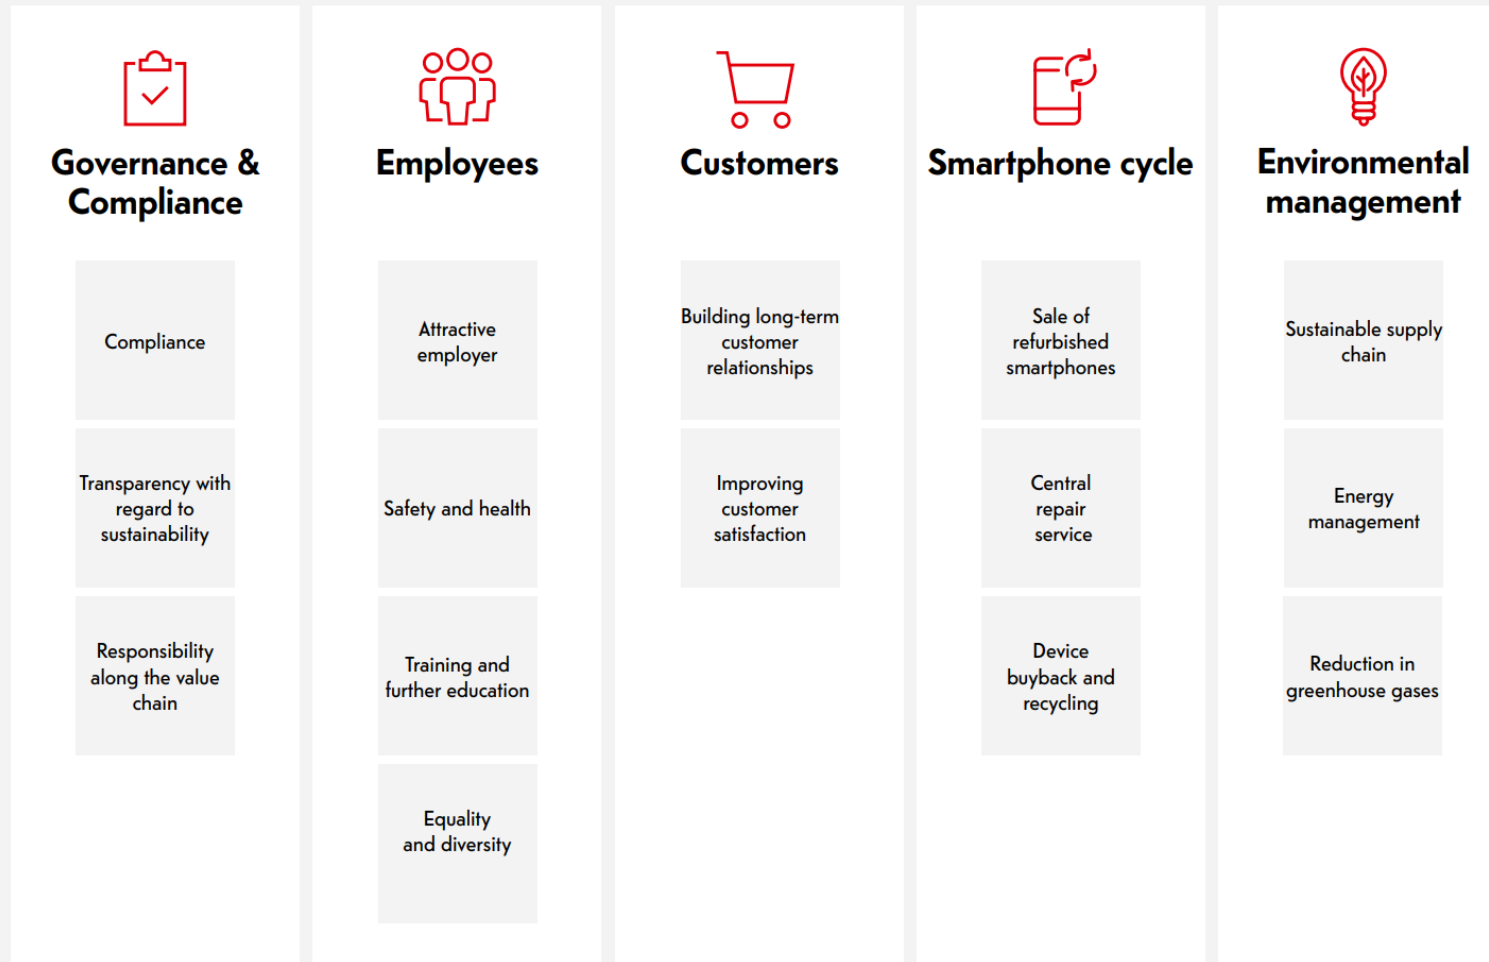 Governance &
Compliance
Compliance
Transparency with
regard to
sustainability
Responsibility
along the value
chain
Employees
Attractive
employer
Safety and health
Training and
further education
Equality
and diversity
Customers
Building long-term
customer
relationships
Improving
customer
satisfaction
Smartphone cycle
Sale of
refurbished
smartphones
Central
repair
service
Device
buyback and
recycling
Environmental
management
Sustainable supply
chain
Energy
management
Reduction in
greenhouse gases